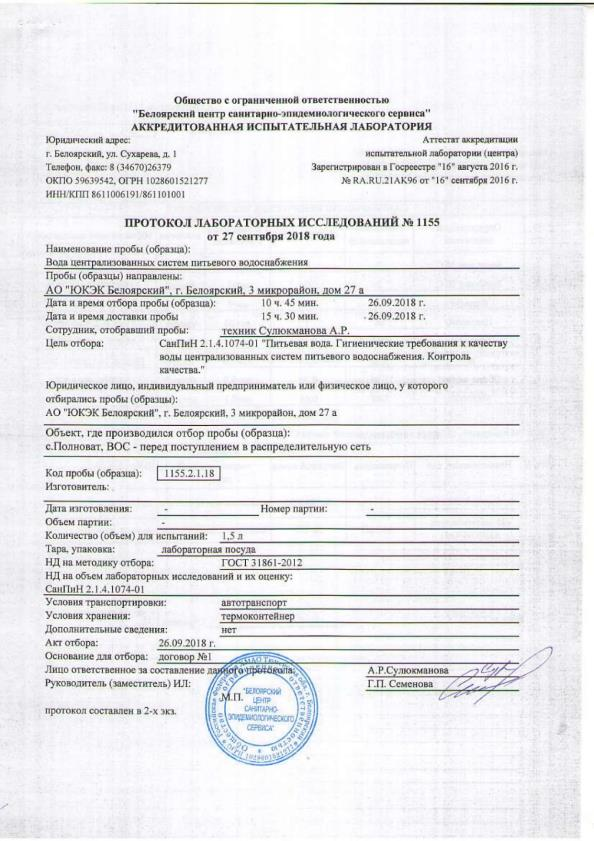 Общество с ограниченной ответственностью
"Белоярский центр санитарно-эпидемиологического сервиса"
АККРЕДИТОВАННАЯ ИСПЫТАТЕЛЬНАЯ ЛАБОРАТОРИЯ
Юридический адрес: Аттестат аккредитации
г. Белоярский, ул. Сухарева, д. 1 испытательной лаборатории (центра)
Телефон, факс: 8 (34670)26379 Зарегистрирован в Госреестре "16" августа 2016 г.
ОКПО 59639542, ОГРН 1028601521277 № RA.RU.21АК96 от "16" сентября 2016 г.
ИНН/КПП 8611006191/861101001
ПРОТОКОЛ ЛАБОРАТОРНЫХ ИССЛЕДОВАНИЙ № 1155
от 27 сентября 2018 года
Наименование пробы (образца):
Вода централизованных систем питьевого водоснабжения
Пробы (образцы) направлены:
АО "ЮКЭК Белоярский", г. Белоярский, 3 микрорайон, дом 27 а
Дата и время отбора пробы (образца): 10 ч. 45 мин. 26.09.2018 г.
Дата и время доставки пробы 15 ч. 30 мин. 26.09.2018 г.
Сотрудник, отобравший пробы: техник Сулюкманова А.Р.
Цель отбора: СанПиН 2.1.4.1074-01 "Питьевая вода. Гигиенические требования к качеству
воды централизованных систем питьевого водоснабжения. Контроль
качества."
Юридическое лицо, индивидуальный предприниматель или физическое лицо, у которого
отбирались пробы (образцы):
АО "ЮКЭК Белоярский", г. Белоярский, 3 микрорайон, дом 27 а
Объект, где производился отбор пробы (образца):
с.Полноват, ВОС - перед поступлением в распределительную сеть
Код пробы (образца): 1155.2.1.18
Изготовитель:
Дата изготовления: - Номер партии: -
Объем партии: -
Количество (объем) для испытаний: 1,5 л
Тара, упаковка: лабораторная посуда
НД на методику отбора: ГОСТ 31861-2012
НД на объем лабораторных исследований и их оценку:
СанПиН 2.1.4.1074-01
Условия транспортировки: автотранспорт
Условия хранения: термоконтейнер
Дополнительные сведения: нет
Акт отбора: 26.09.2018 г.
Основание для отбора: договор №1
Лицо ответственное за составление данного протокола: А.Р.Сулюкманова
Руководитель (заместитель) ИЛ: Г.П. Семенова
М.П.
"БЕЛОЯРСКИЙ
ЦЕНТР
САНИТАРНО-
ЭПИДЕМИОЛОГИЧЕСКОГО
СЕРВИСА"
протокол составлен в 2-х экз.